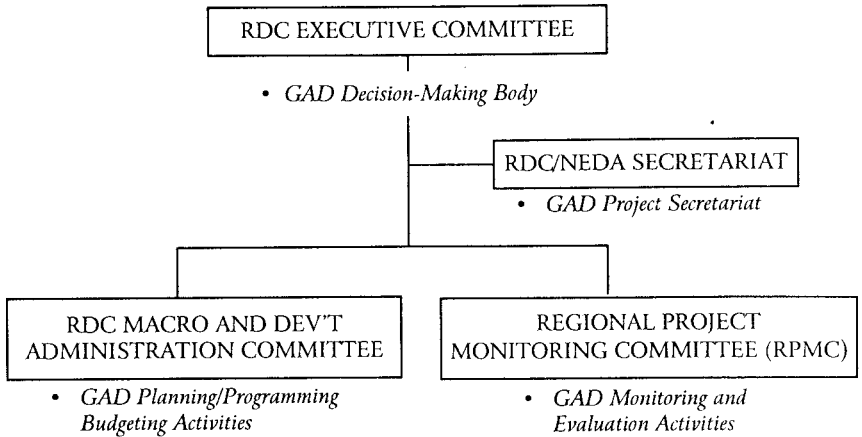 RDC EXECUTIVE COMMITTEE
• GAD Decision-Making Body
RDC/NEDA SECRETARIAT
• GAD Project Secretariat
RDC MACRO AND DEV'T
ADMINISTRATION COMMITTEE
• GAD Planning/Programming
Budgeting Activities
REGIONAL PROJECT
MONITORING COMMITTEE (RPMC)
• GAD Monitoring and
Evaluation Activities